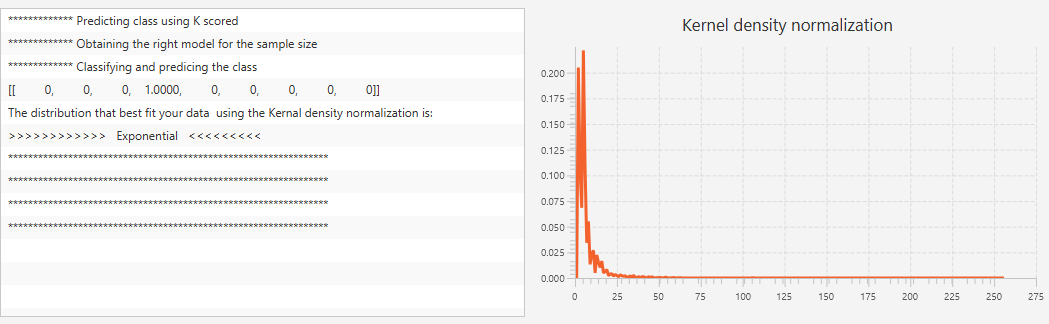 ************* Predicting class using K scored
************* Obtaining the right model for the sample size
************* Classifying and predicing the class
[[ 0, 0, 0, 1.0000, 0, 0, 0, 0, 0]]
The distribution that best fit your data using the Kernal density normalization is:
>>>>>>>>>>>> Exponential <<<<<<<<<
****************************************************************
****************************************************************
****************************************************************
****************************************************************
Kernel density normalization
0.200
0.175
0.150
0.125
0.100
0.075
0.050
0.025
0.000
0 25 50 75 100 125 150 175 200 225 250 275